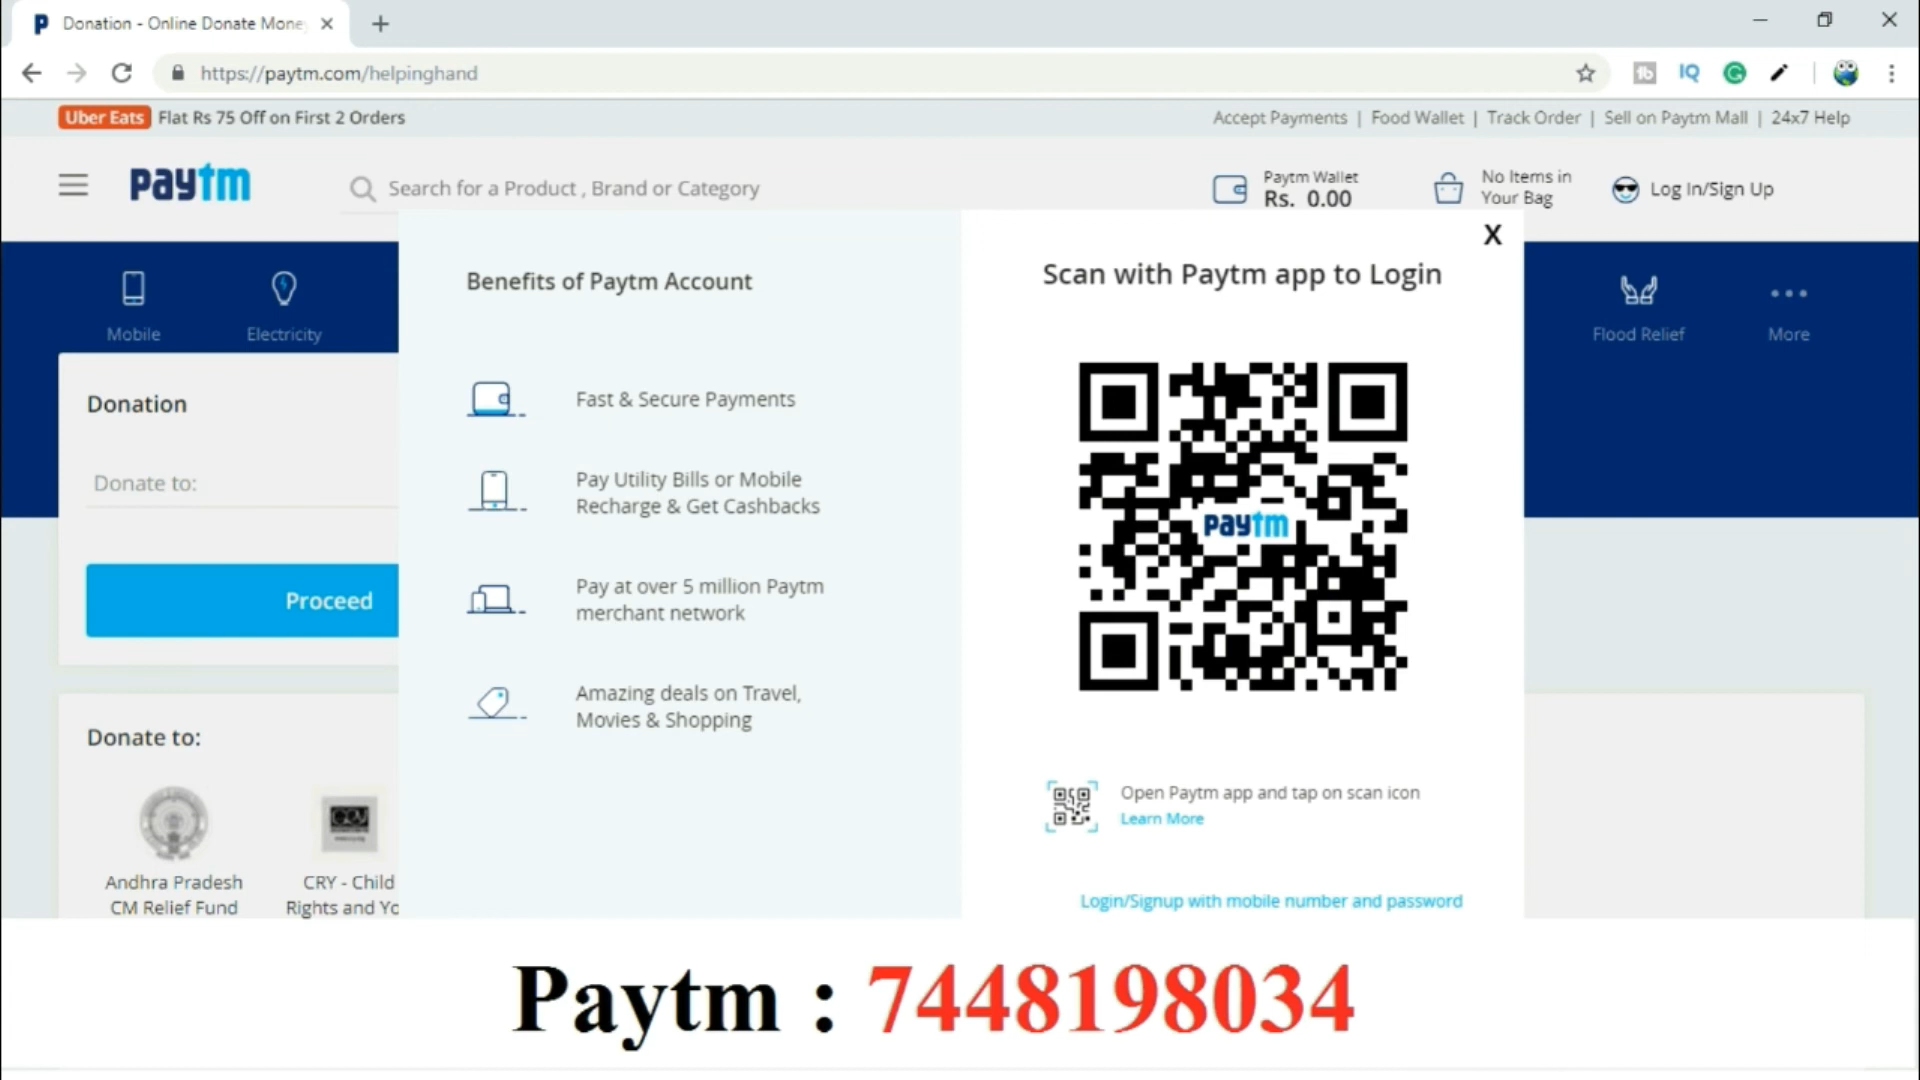 Donation - Online Donate Mone
https://paytm.com/helpinghand
Uber Eats Flat Rs 75 Off on First 2 Orders
Accept Payments | Food Wallet | Track Order | Sell on Paytm Mall | 24x7 Help
paytm
Search for a Product , Brand or Category
Paytm Wallet
Rs. 0.00
No Items in
Your Bag
Log In/Sign Up
X
Mobile
Electricity
Flood Relief
More
Donation
Donate to:
Proceed
Donate to:
Andhra Pradesh
CM Relief Fund
CRY - Child
Rights and Yo
Benefits of Paytm Account
Fast & Secure Payments
Pay Utility Bills or Mobile
Recharge & Get Cashbacks
Pay at over 5 million Paytm
merchant network
Amazing deals on Travel,
Movies & Shopping
Scan with Paytm app to Login
paytm
Open Paytm app and tap on scan icon
Learn More
Login/Signup with mobile number and password
Paytm : 7448198034